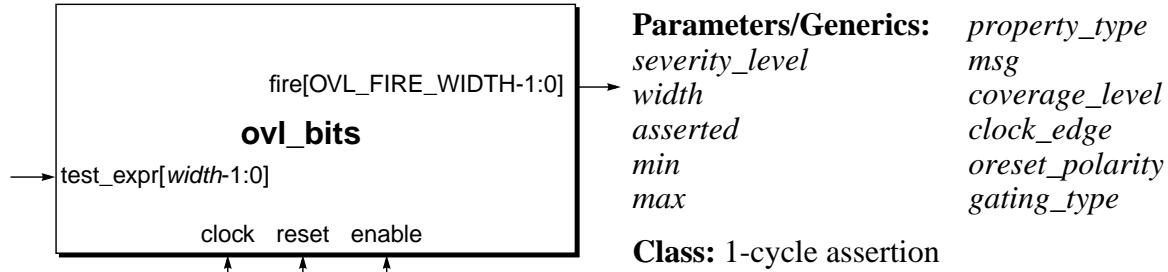 fire[OVL_FIRE_WIDTH-1:0]
ovl_bits
test_expr[width-1:0]
clock reset enable
Parameters/Generics: property_type
severity_level msg
width coverage_level
asserted clock_edge
min oreset_polarity
max gating_type
Class: 1-cycle assertion